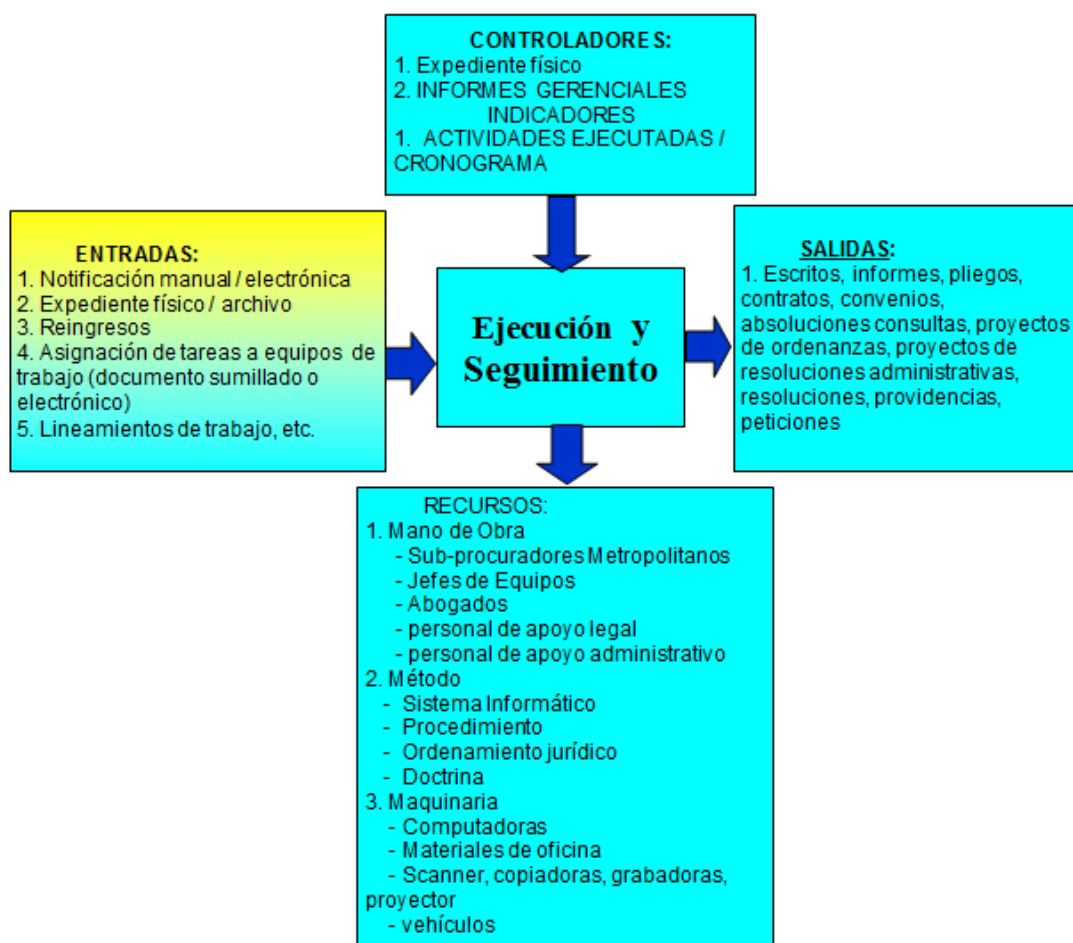 CONTROLADORES:
1. Expediente físico
2. INFORMES GERENCIALES
INDICADORES
1. ACTIVIDADES EJECUTADAS /
CRONOGRAMA
ENTRADAS:
1. Notificación manual / electrónica
2. Expediente físico / archivo
3. Reingresos
4. Asignación de tareas a equipos de
trabajo (documento sumillado o
electrónico)
5. Lineamientos de trabajo, etc.
Ejecución y
Seguimiento
SALIDAS:
1. Escritos, informes, pliegos,
contratos, convenios,
absoluciones consultas, proyectos
de ordenanzas, proyectos de
resoluciones administrativas,
resoluciones, providencias,
peticiones
RECURSOS:
1. Mano de Obra
- Sub-procuradores Metropolitanos
- Jefes de Equipos
- Abogados
- personal de apoyo legal
- personal de apoyo administrativo
2. Método
- Sistema Informático
- Procedimiento
- Ordenamiento jurídico
- Doctrina
3. Maquinaria
- Computadoras
- Materiales de oficina
- Scanner, copiadoras, grabadoras,
proyector
- vehículos